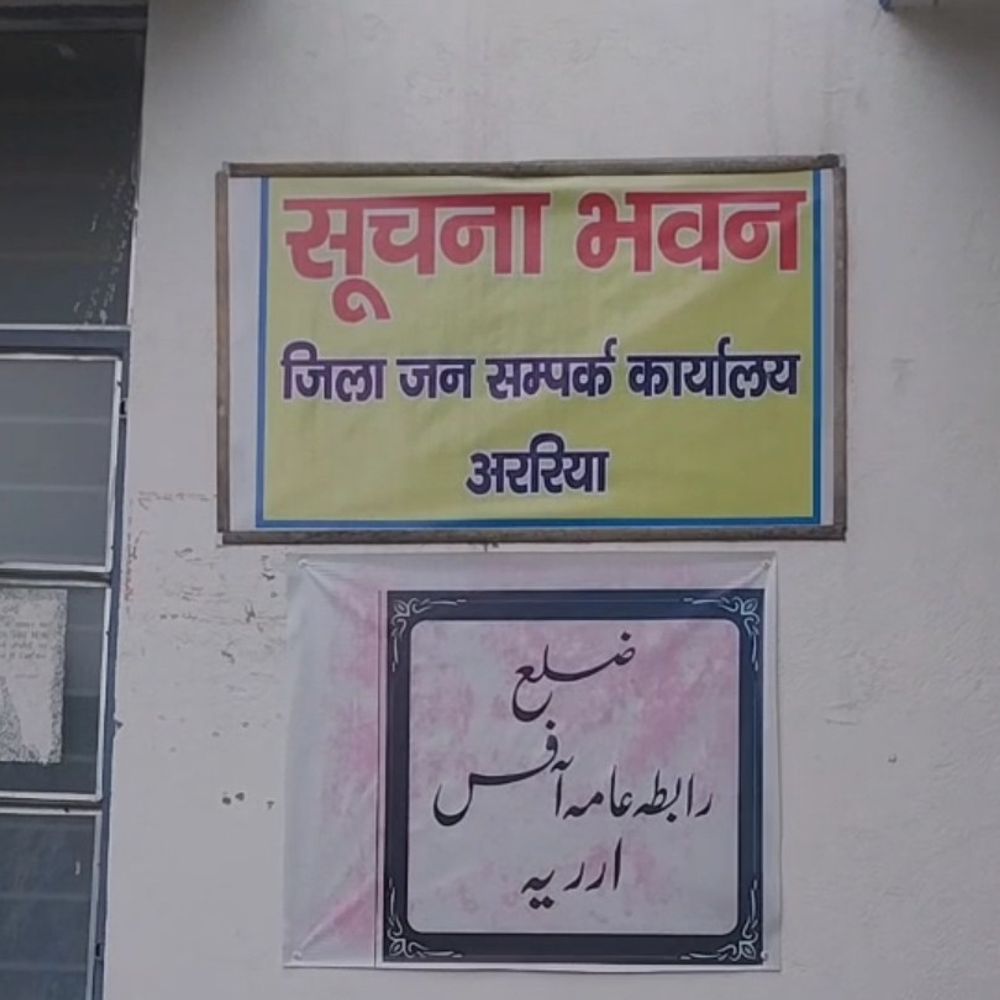 सूचना भवन
जिला जन सम्पर्क कार्यालय
अररिया
ضلع
رابطہ عامہ آفس
ارریہ